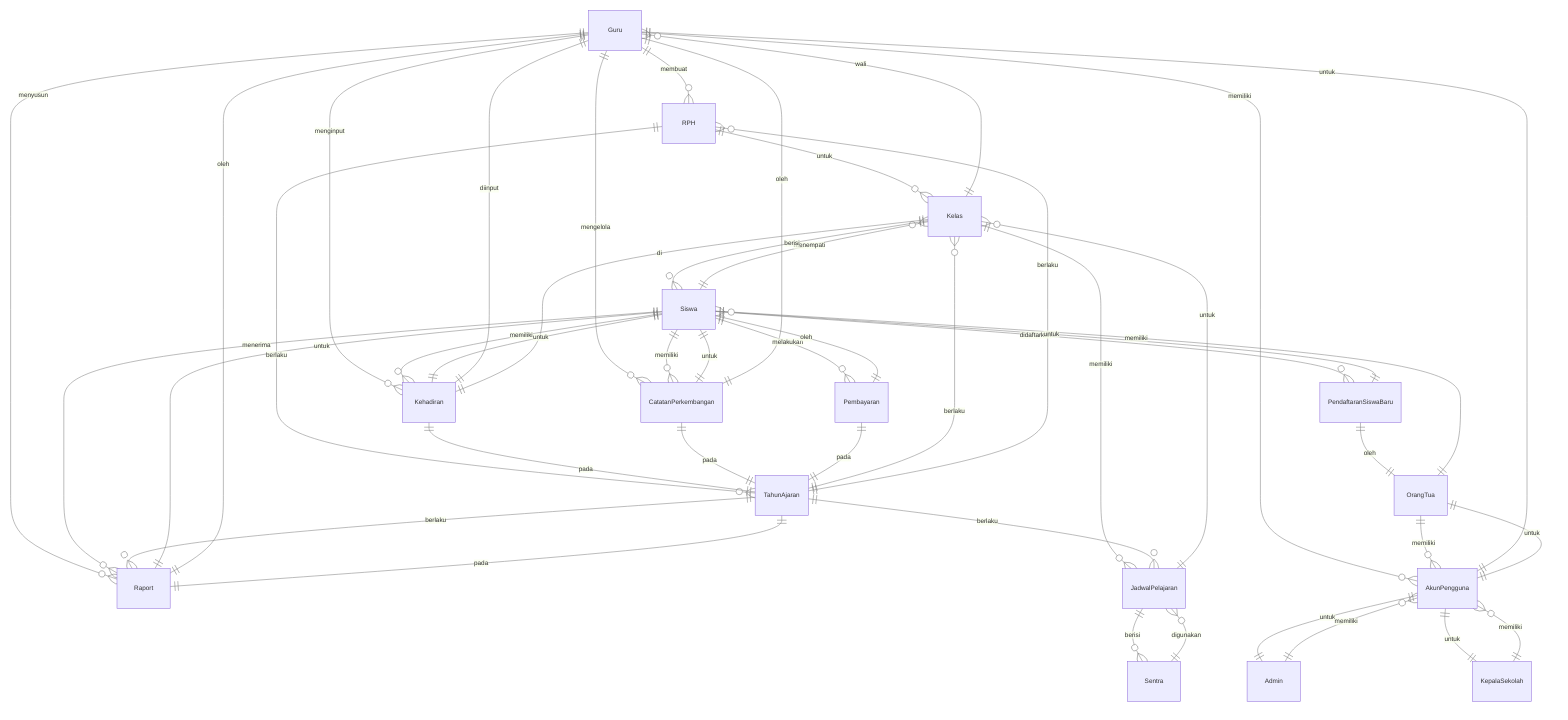 Guru
wali
membuat
untuk
menyusun
memiliki
RPH
menginput
untuk
oleh
oleh
diinput
Kelas
mengelola
berisi
menempati
di
berlaku
Siswa
untuk
memiliki
untuk
oleh
didaftar
untuk
memiliki
menerima
untuk
berlaku
memiliki
untuk
melakukan
memiliki
Kehadiran
CatatanPerkembangan
Pembayaran
PendaftaranSiswaBaru
berlaku
oleh
pada
pada
pada
TahunAjaran
OrangTua
berlaku
berlaku
untuk
memiliki
pada
Raport
JadwalPelajaran
AkunPengguna
untuk
memiliki
berisi
digunakan
untuk
memiliki
Sentra
Admin
KepalaSekolah